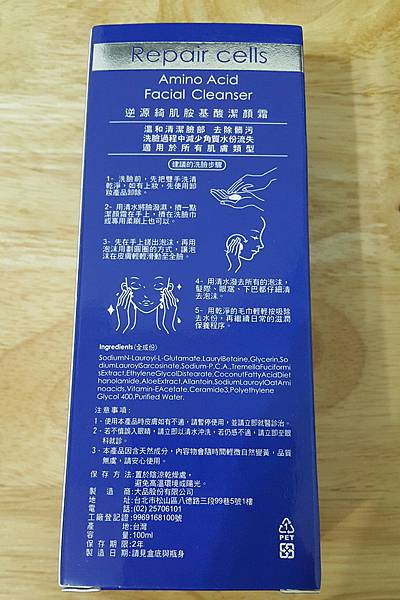 Repair cells
Amino Acid
Facial Cleanser
逆源綺肌胺基酸潔顏霜
溫和清潔臉部 去除髒污
洗臉過程中減少角質水份流失
適用於所有肌膚類型
建議的洗臉步驟
1- 洗臉前，先把雙手洗清
乾淨，如有上妝，先使用卸
妝產品卸除。
2- 用清水將臉潑濕，擠一點
潔顏霜在手上，擠在洗臉巾
或專用柔刷上也可以。
3- 先在手上搓出泡沫，再用
泡沫用劃圓圈的方式，讓泡
沫在皮膚輕輕滑動至全臉。
4- 用清水潑去所有的泡沫，
髮際、眼窩、下巴都仔細清
去泡沫。
5- 用乾淨的毛巾輕輕按吸除
去水份，再繼續日常的滋潤
保養程序。
Ingredients(全成份)
SodiumN-Lauroyl-L-Glutamate,LaurylBetaine,Glycerin,So
diumLauroylSarcosinate,Sodium-P.C.A.,TremellaFuciformi
sExtract,EthyleneGlycolDistearate,CoconutFattyAcidDiet
hanolamide,AloeExtract,Allantoin,SodiumLauroylOatAmi
noacids,Vitamin-EAcetate,Ceramide3,Polyethylene
Glycol 400,Purified Water.
注意事項：
1、使用本產品時皮膚如有不適，請暫停使用，並請立即就醫診治。
2、若不慎誤入眼睛，請立即以清水沖洗，若仍感不適，請立即至眼
科就診。
3、本產品因含天然成分，內容物會隨時間輕微自然變黃，品質
無慮，請安心使用。
保存方法：置於陰涼乾燥處，
避免高溫環境或陽光。
製造商：大品股份有限公司
地址：台北市松山區八德路三段99巷5號1樓
電話：(02) 25706101
工廠登記證：9969168100號
產地：台灣
容量：100ml
保存期限：2年
製造日期：請見盒底與瓶身
PET